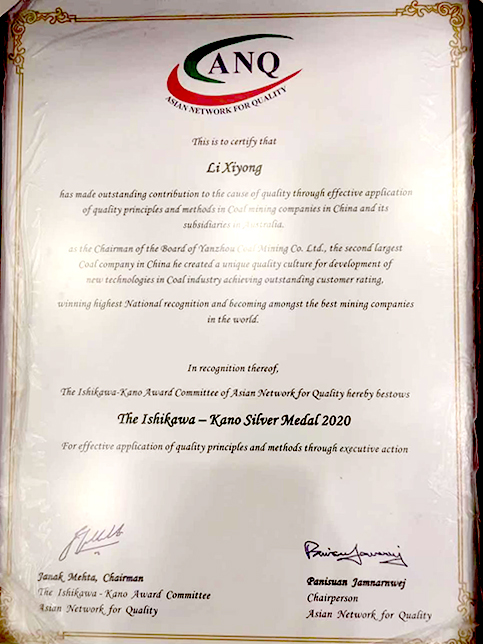 ANQ
ASIAN NETWORK FOR QUALITY
This is to certify that
Li Xiyong
has made outstanding contribution to the cause of quality through effective application
of quality principles and methods in Coal mining companies in China and its
subsidiaries in Australia.
as the Chairman of the Board of Yanzhou Coal Mining Co. Ltd., the second largest
Coal company in China he created a unique quality culture for development of
new technologies in Coal industry achieving outstanding customer rating,
winning highest National recognition and becoming amongst the best mining companies
in the world.
In recognition thereof,
The Ishikawa-Kano Award Committee of Asian Network for Quality hereby bestows
The Ishikawa – Kano Silver Medal 2020
For effective application of quality principles and methods through executive action
Janak Mehta, Chairman
The Ishikawa - Kano Award Committee
Asian Network for Quality
Panisuan Jamnarnwej
Chairperson
Asian Network for Quality